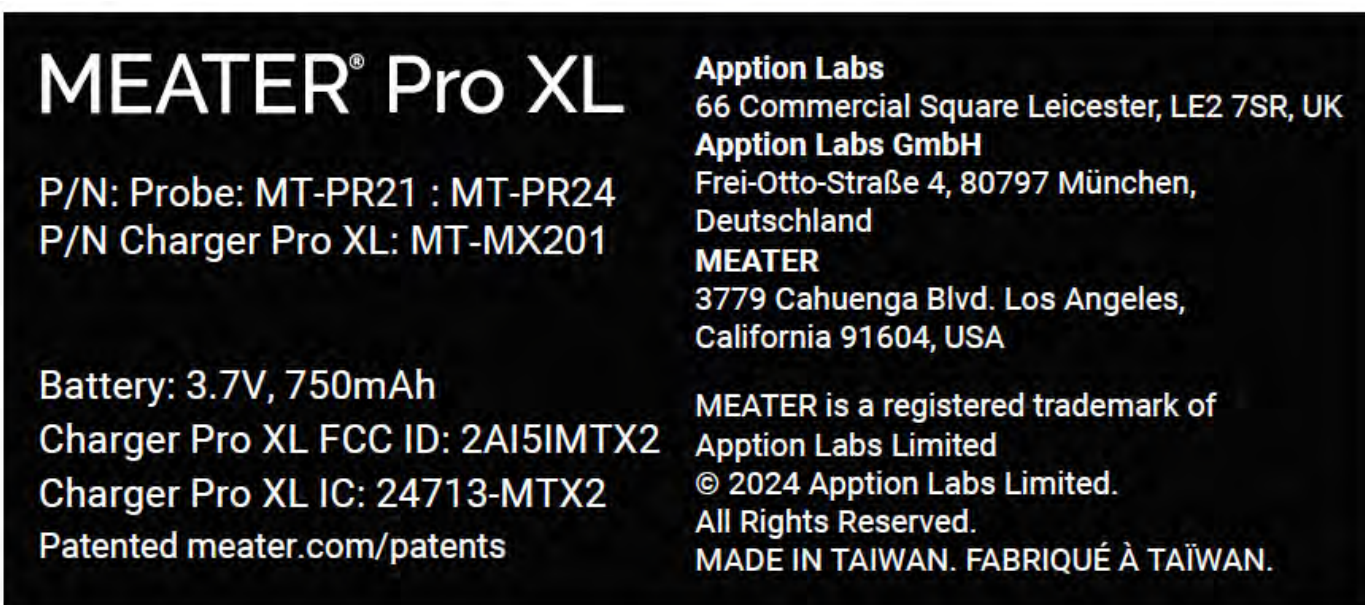 MEATER® Pro XL
P/N: Probe: MT-PR21 : MT-PR24
P/N Charger Pro XL: MT-MX201
Battery: 3.7V, 750mAh
Charger Pro XL FCC ID: 2AI5IMTX2
Charger Pro XL IC: 24713-MTX2
Patented meater.com/patents
Apption Labs
66 Commercial Square Leicester, LE2 7SR, UK
Apption Labs GmbH
Frei-Otto-Straße 4, 80797 München,
Deutschland
MEATER
3779 Cahuenga Blvd. Los Angeles,
California 91604, USA
MEATER is a registered trademark of
Apption Labs Limited
© 2024 Apption Labs Limited.
All Rights Reserved.
MADE IN TAIWAN. FABRIQUÉ À TAÏWAN.